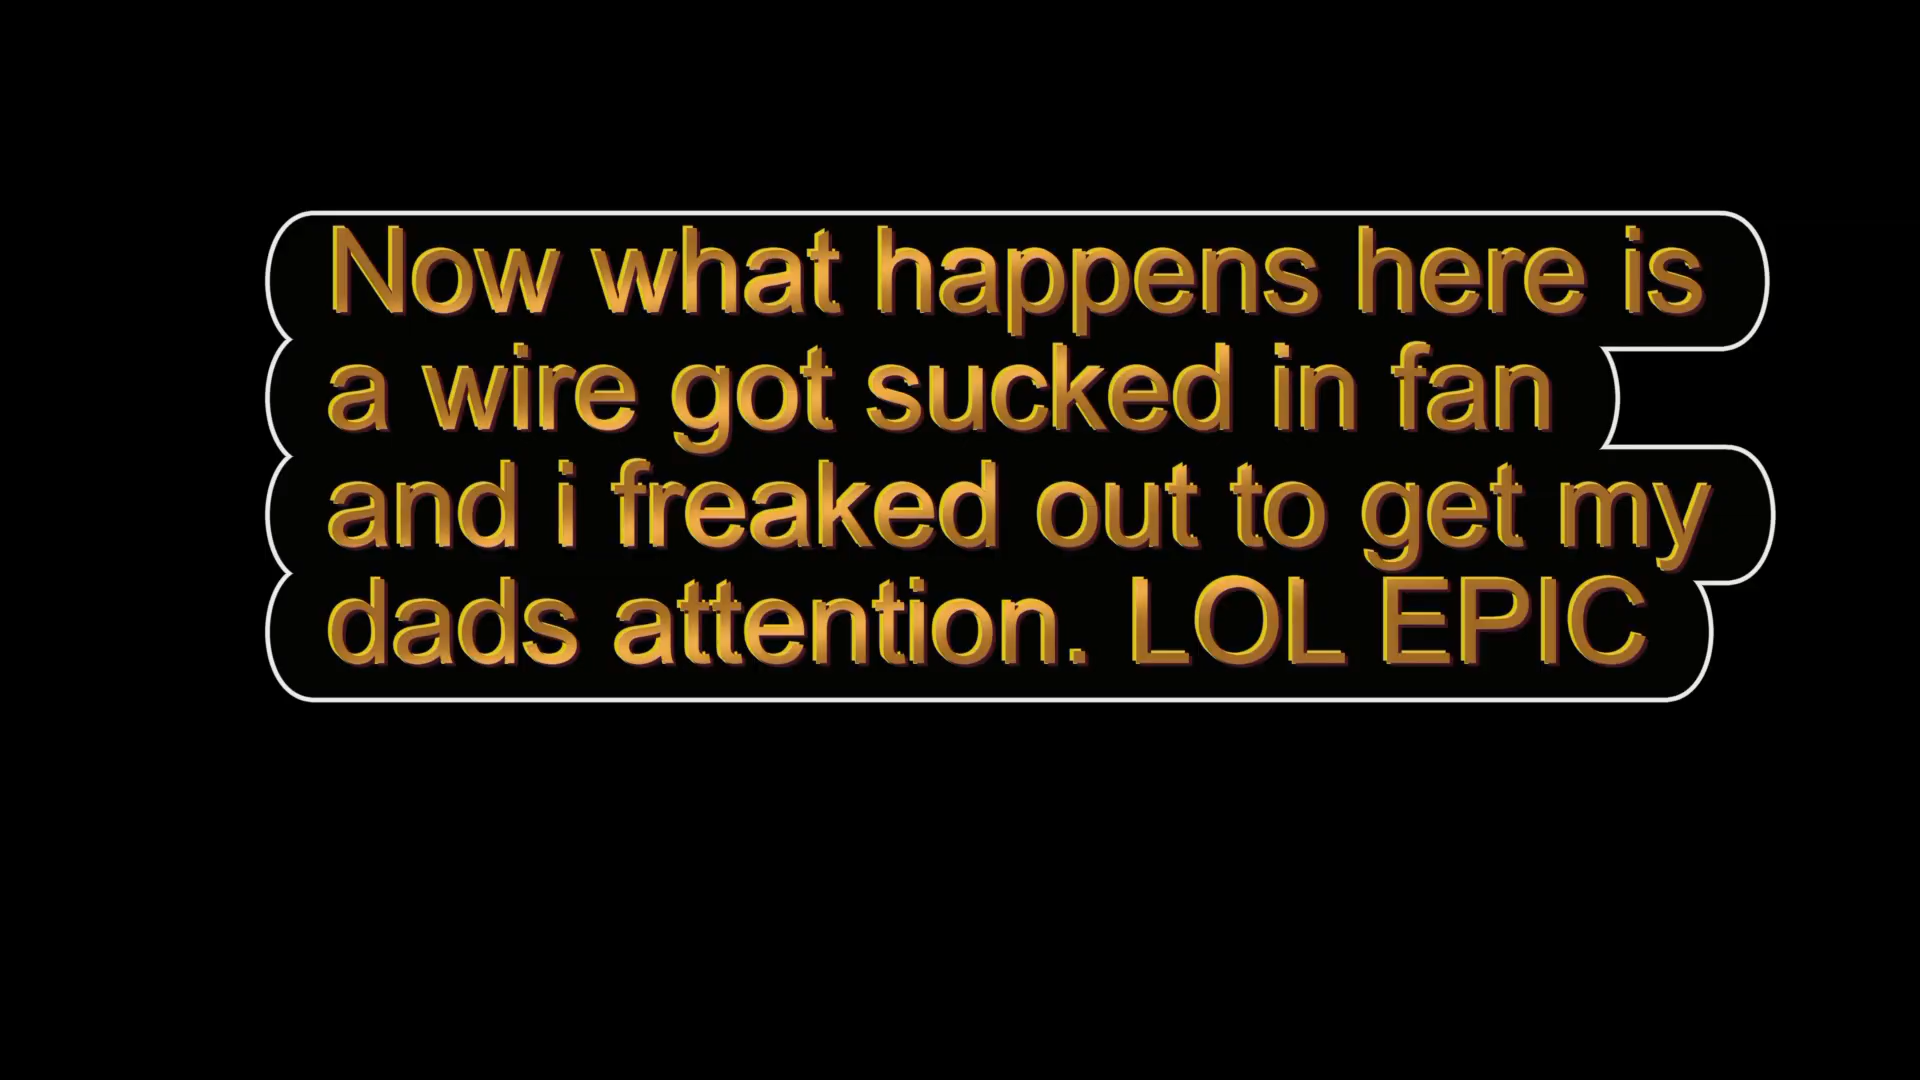 Now what happens here is
a wire got sucked in fan
and i freaked out to get my
dads attention. LOL EPIC